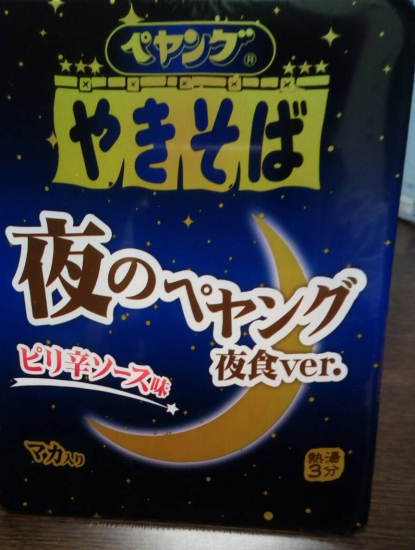 ペヤング®
やきそば
夜のペヤング
夜食ver.
ピリ辛ソース味
マカ入り
熱湯
3分